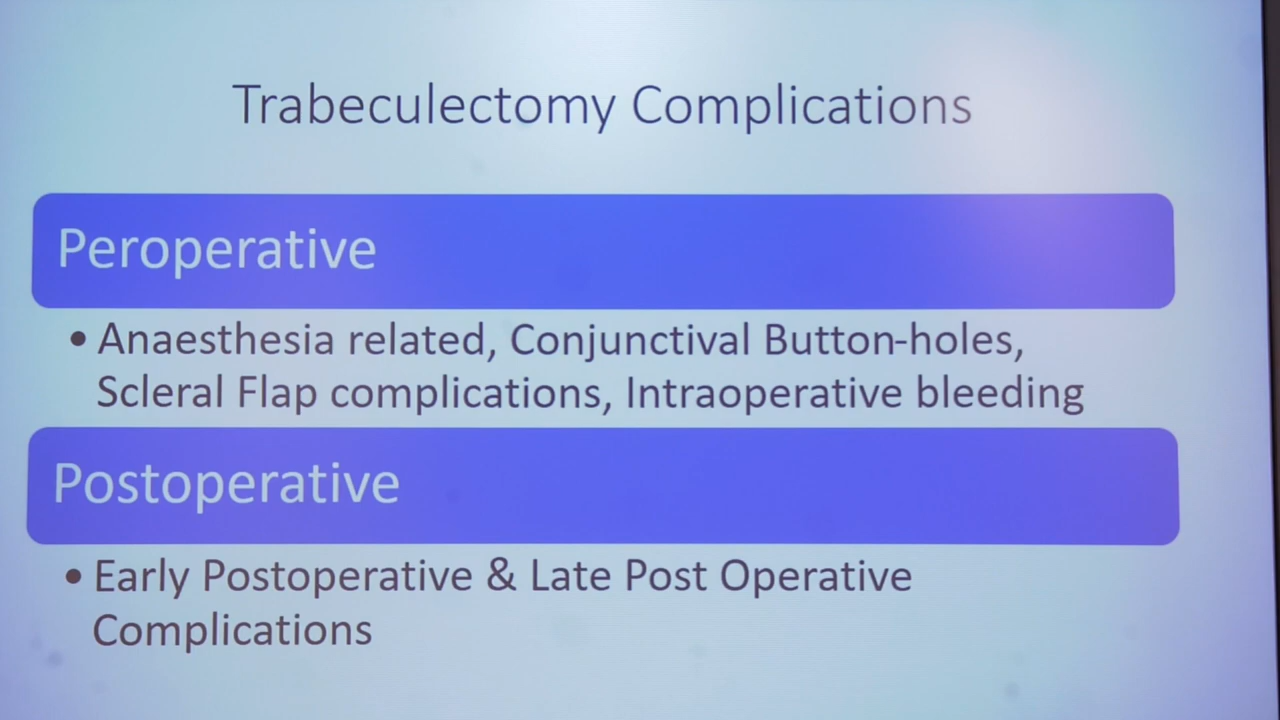 Trabeculectomy Complications
Peroperative
• Anaesthesia related, Conjunctival Button-holes,
Scleral Flap complications, Intraoperative bleeding
Postoperative
• Early Postoperative & Late Post Operative
Complications